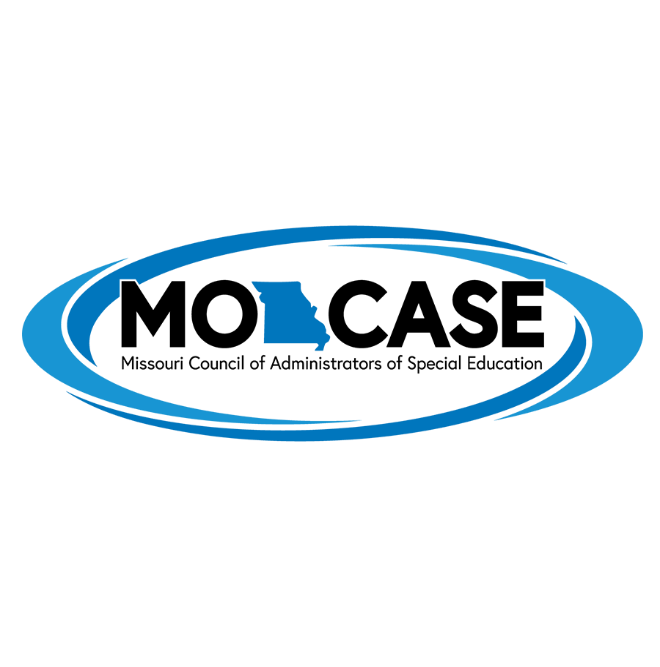 MO CASE
Missouri Council of Administrators of Special Education